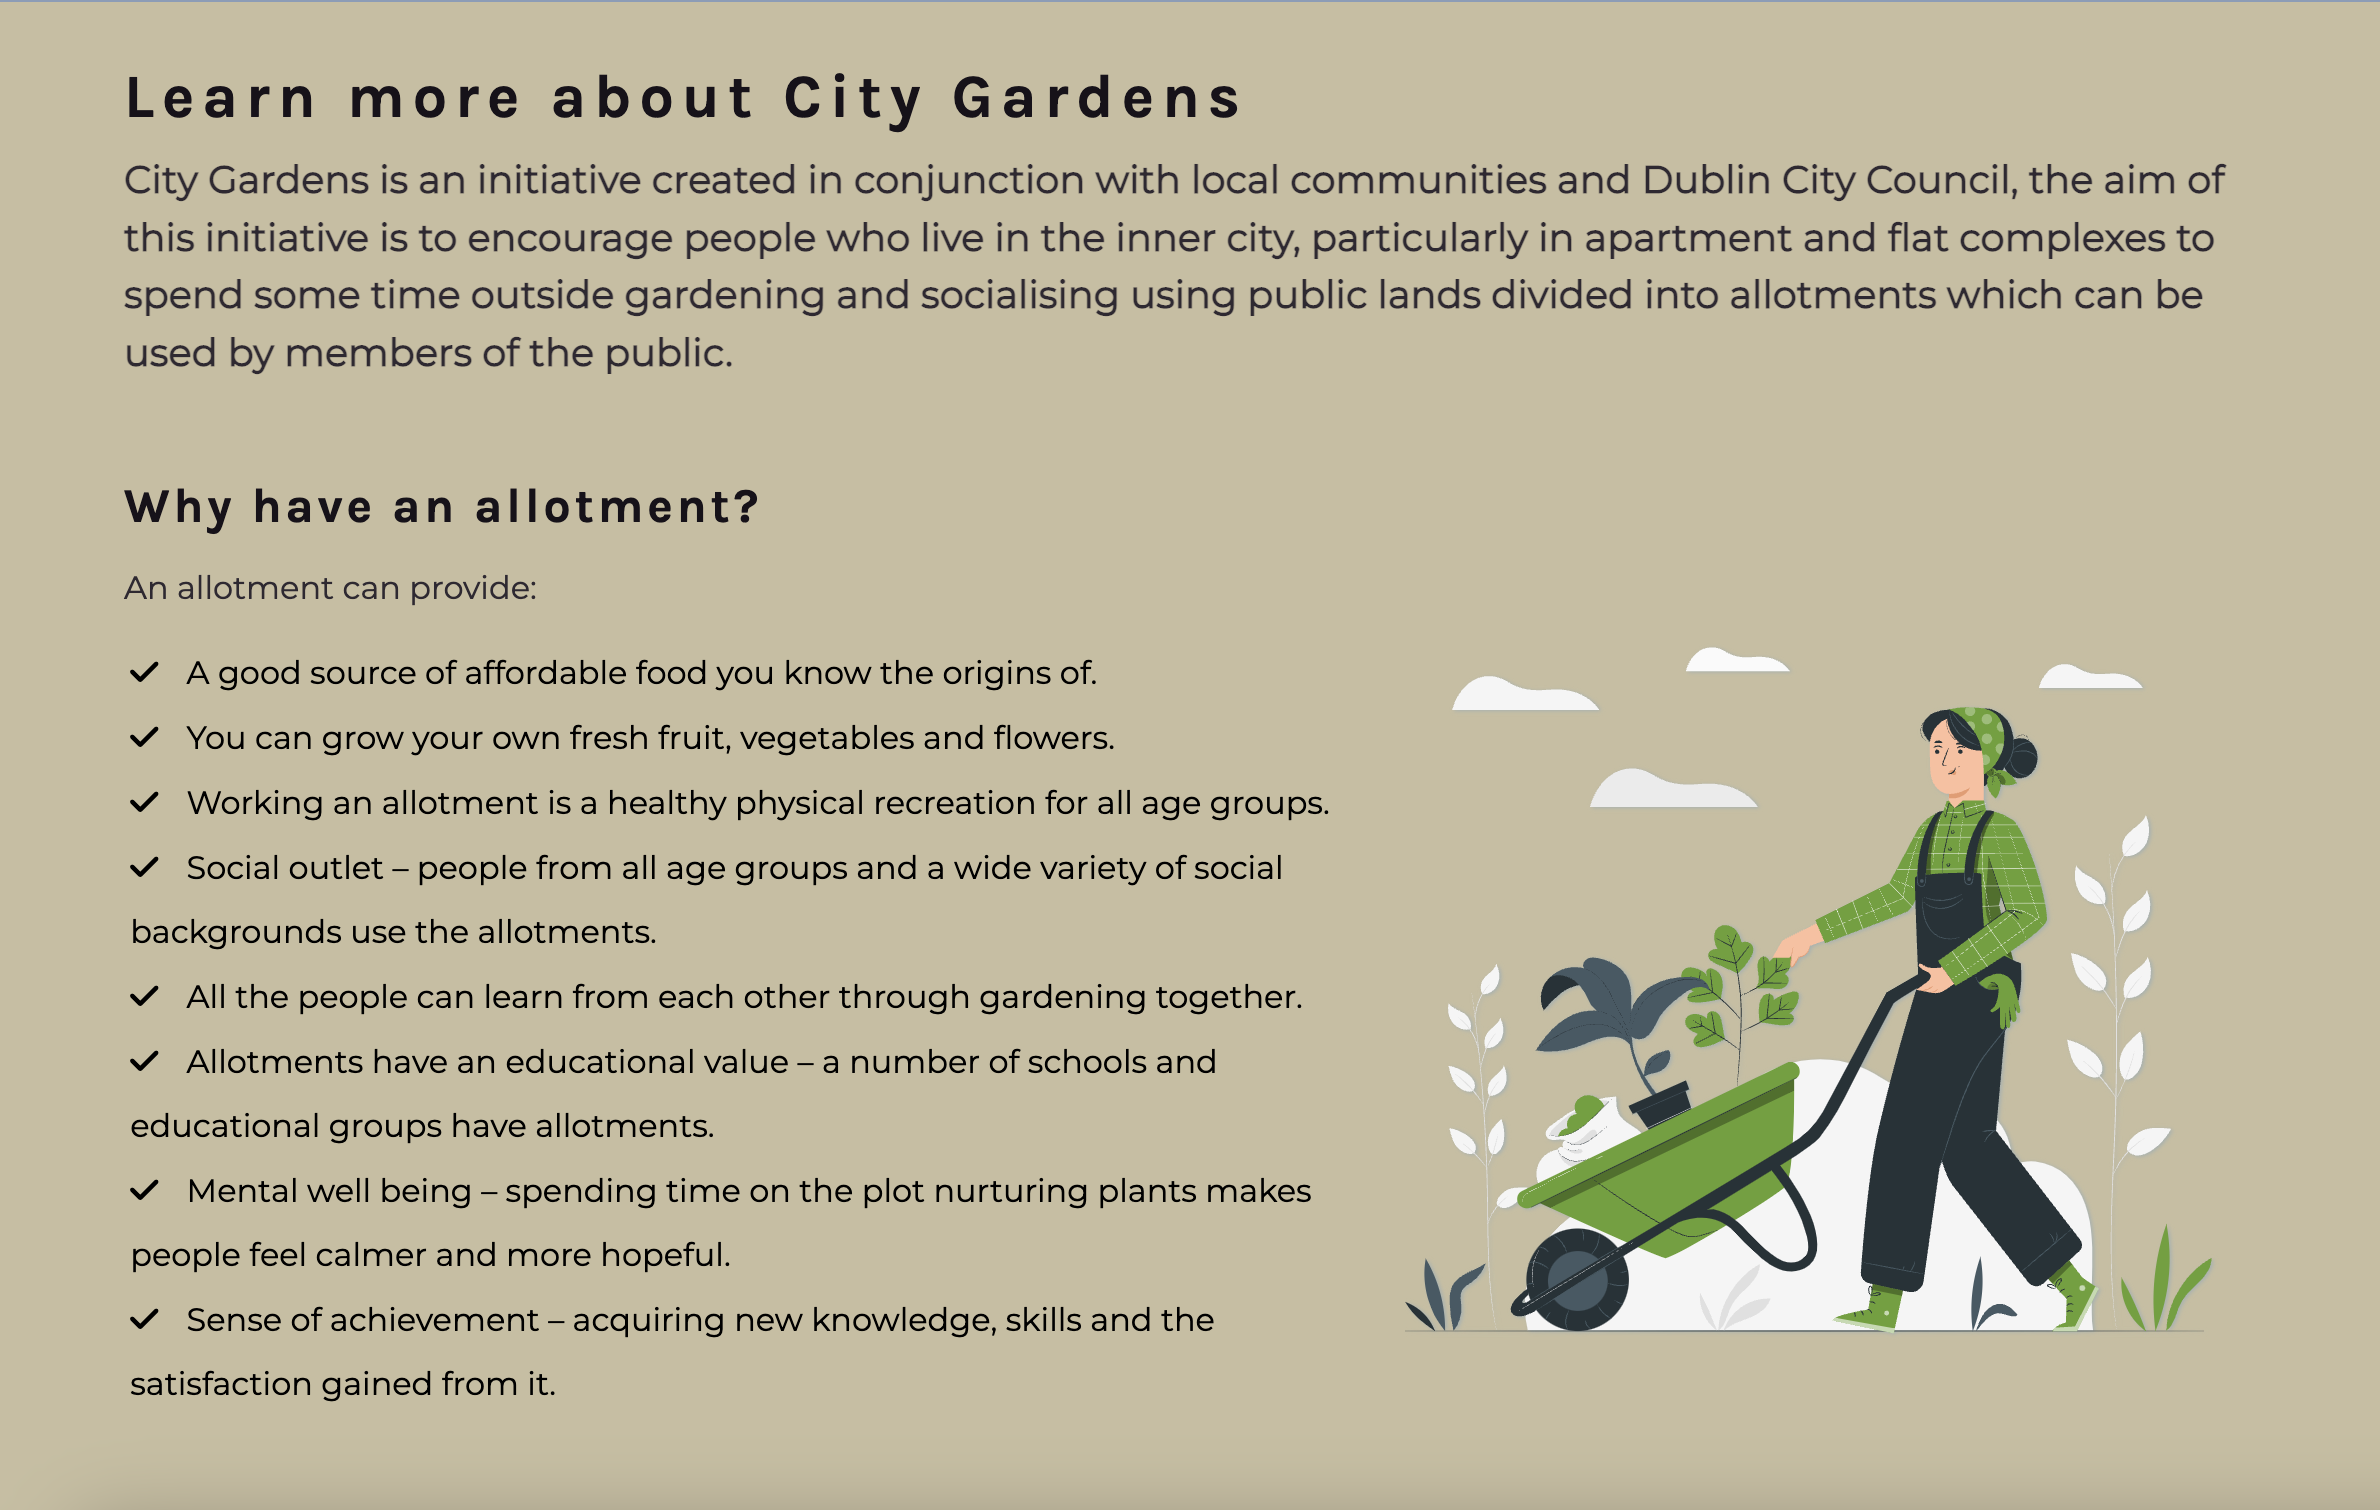 Learn more about City Gardens
City Gardens is an initiative created in conjunction with local communities and Dublin City Council, the aim of
this initiative is to encourage people who live in the inner city, particularly in apartment and flat complexes to
spend some time outside gardening and socialising using public lands divided into allotments which can be
used by members of the public.
Why have an allotment?
An allotment can provide:
✓ A good source of affordable food you know the origins of.
✓ You can grow your own fresh fruit, vegetables and flowers.
✓ Working an allotment is a healthy physical recreation for all age groups.
✓ Social outlet – people from all age groups and a wide variety of social
backgrounds use the allotments.
✓ All the people can learn from each other through gardening together.
✓ Allotments have an educational value – a number of schools and
educational groups have allotments.
✓ Mental well being – spending time on the plot nurturing plants makes
people feel calmer and more hopeful.
✓ Sense of achievement – acquiring new knowledge, skills and the
satisfaction gained from it.